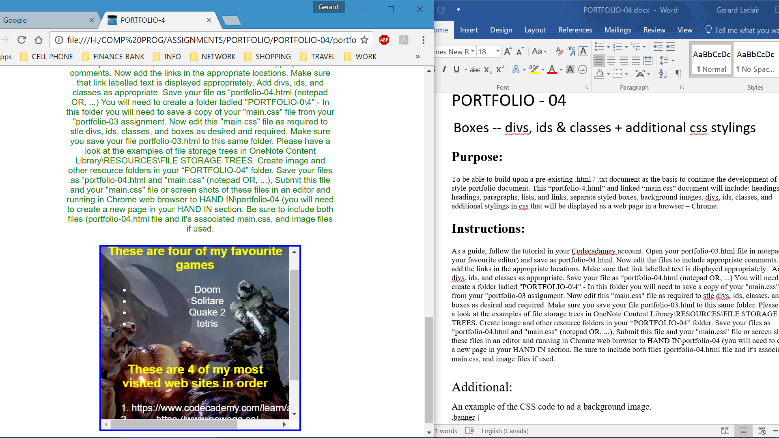 Gerard
Google
PORTFOLIO-4
file:///H:/COMP%20PROG/ASSIGNMENTS/PORTFOLIO/PORTFOLIO-04/portfo
ABP
pps CELL PHONE FINANCE BANK INFO NETWORK SHOPPING TRAVEL WORK »
comments. Now add the links in the appropriate locations. Make sure
that link labelled text is displayed appropriately. Add divs, ids, and
classes as appropriate. Save your file as "portfolio-04.html (notepad
OR, ...) You will need to create a folder ladled "PORTFOLIO-0\4" - In
this folder you will need to save a copy of your "main.css" file from your
"portfolio-03 assignment. Now edit this "main.css" file as required to
stle divs, ids, classes, and boxes as desired and required. Make sure
you save your file portfolio-03.html to this same folder. Please have a
look at the examples of file storage trees in OneNote Content
Library\RESOURCES\FILE STORAGE TREES. Create image and
other resource folders in your "PORTFOLIO-04" folder. Save your files
as "portfolio-04.html and "main.css" (notepad OR, ...), Submit this file
and your "main.css" file or screen shots of these files in an editor and
running in Chrome web browser to HAND IN\portfolio-04 (you will need
to create a new page in your HAND IN section. Be sure to include both
files (portfolio-04.html file and it's associated main.css, and image files
if used.
These are four of my favourite
games
Doom
Solitare
Quake 2
tetris
These are 4 of my most
visited web sites in order
1. https://www.codecademy.com/learn/a
PORTFOLIO-04.docx - Word
Gerard Leclair
ome Insert Design Layout References Mailings Review View Tell me what you wa
mes New R 18 A A Aa
I U abc X₂ X² A A
AaBbCcDc AaBbCcDc
¶ Normal ¶ No Spac...
Font Paragraph Styles
PORTFOLIO - 04
Boxes -- divs, ids & classes + additional css stylings
Purpose:
To be able to build upon a pre-existing .html / .txt document as the basis to continue the development of
style portfolio document. This "portfolio-4.html" and linked "main.css" document will include: headings
headings, paragraphs, lists, and links, separate styled boxes, background images, divs, ids, classes, and
additional stylings in css that will be displayed as a web page in a browser – Chrome.
Instructions:
As a guide, follow the tutorial in your Codecadamey account. Open your portfolio-03.html file in notepa
your favorite editor) and save as portfolio-04.html. Now edit the files to include appropriate comments.
add the links in the appropriate locations. Make sure that link labelled text is displayed appropriately. Ad
divs, ids, and classes as appropriate. Save your file as "portfolio-04.html (notepad OR, ...) You will need
create a folder ladled "PORTFOLIO-0\4" - In this folder you will need to save a copy of your "main.css"
from your "portfolio-03 assignment. Now edit this "main.css" file as required to stle divs, ids, classes, an
boxes as desired and required. Make sure you save your file portfolio-03.html to this same folder. Please
a look at the examples of file storage trees in OneNote Content Library\RESOURCES\FILE STORAGE
TREES. Create image and other resource folders in your "PORTFOLIO-04" folder. Save your files as
"portfolio-04.html and "main.css" (notepad OR, ...), Submit this file and your "main.css" file or screen sh
these files in an editor and running in Chrome web browser to HAND IN\portfolio-04 (you will need to c
a new page in your HAND IN section. Be sure to include both files (portfolio-04.html file and it's associa
main.css, and image files if used.
Additional:
An example of the CSS code to ad a background image.
.banner {
words English (Canada)